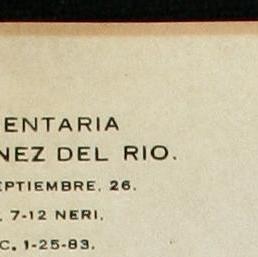 ENTARIA
NEZ DEL RIO.
EPTIEMBRE, 26.
. 7-12 NERI.
C. 1-25-83.